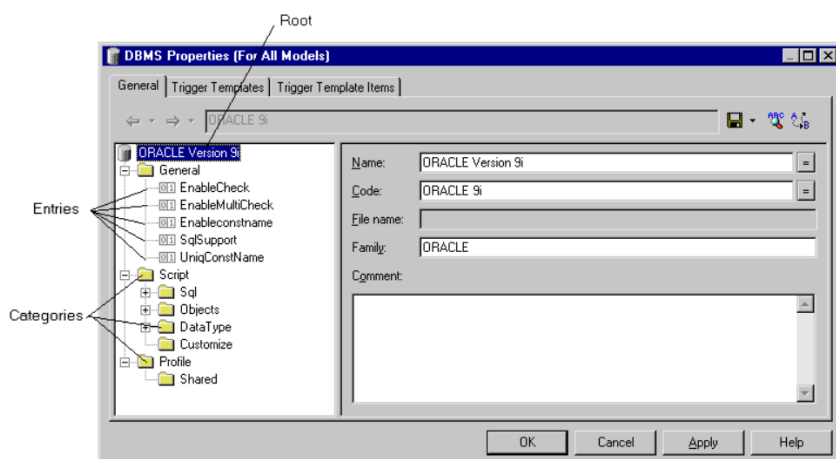 Root
DBMS Properties (For All Models)
General Trigger Templates Trigger Template Items
ORACLE 9i
ORACLE Version 9i
General
EnableCheck
EnableMultiCheck
Enableconstname
SqlSupport
UniqConstName
Script
Sql
Objects
DataType
Customize
Profile
Shared
Entries
Categories
Name: ORACLE Version 9i =
Code: ORACLE 9i =
File name:
Family: ORACLE
Comment:
OK Cancel Apply Help